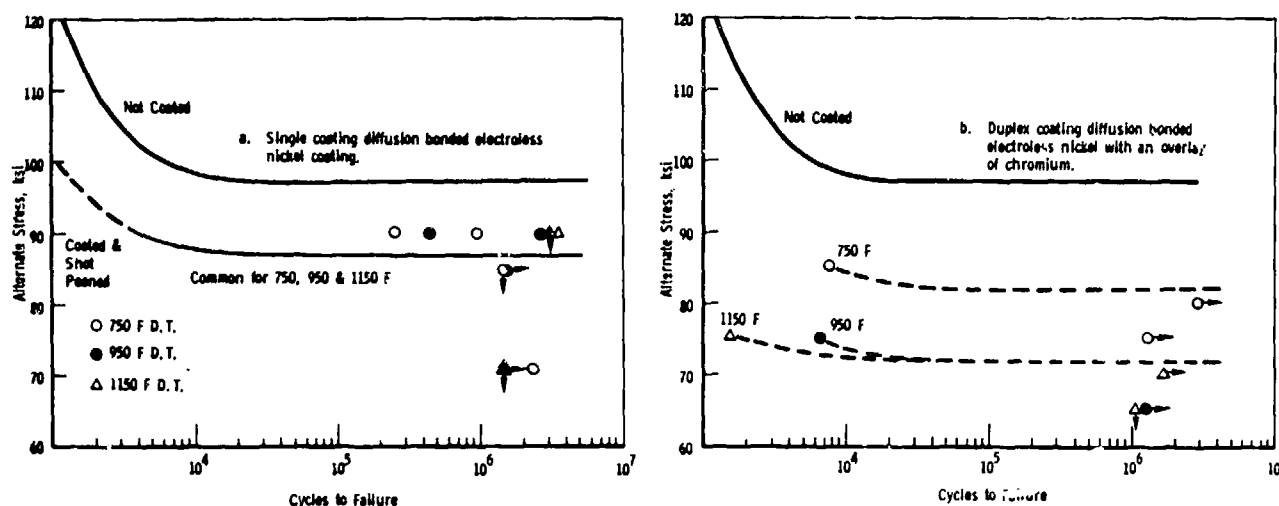 120
110
100
90
80
70
60
Alternate Stress, ksi
Not Coated
a. Single coating diffusion bonded electroless
nickel coating.
Coated &
Shot
Peened
Common for 750, 950 & 1150 F
750 F D.T.
950 F D.T.
1150 F D.T.
10^4
10^5
10^6
10^7
Cycles to Failure
120
110
100
90
80
70
60
Alternate Stress, ksi
Not Coated
b. Duplex coating diffusion bonded
electroless nickel with an overlay
of chromium.
750 F
1150 F
950 F
10^4
10^5
10^6
10
Cycles to